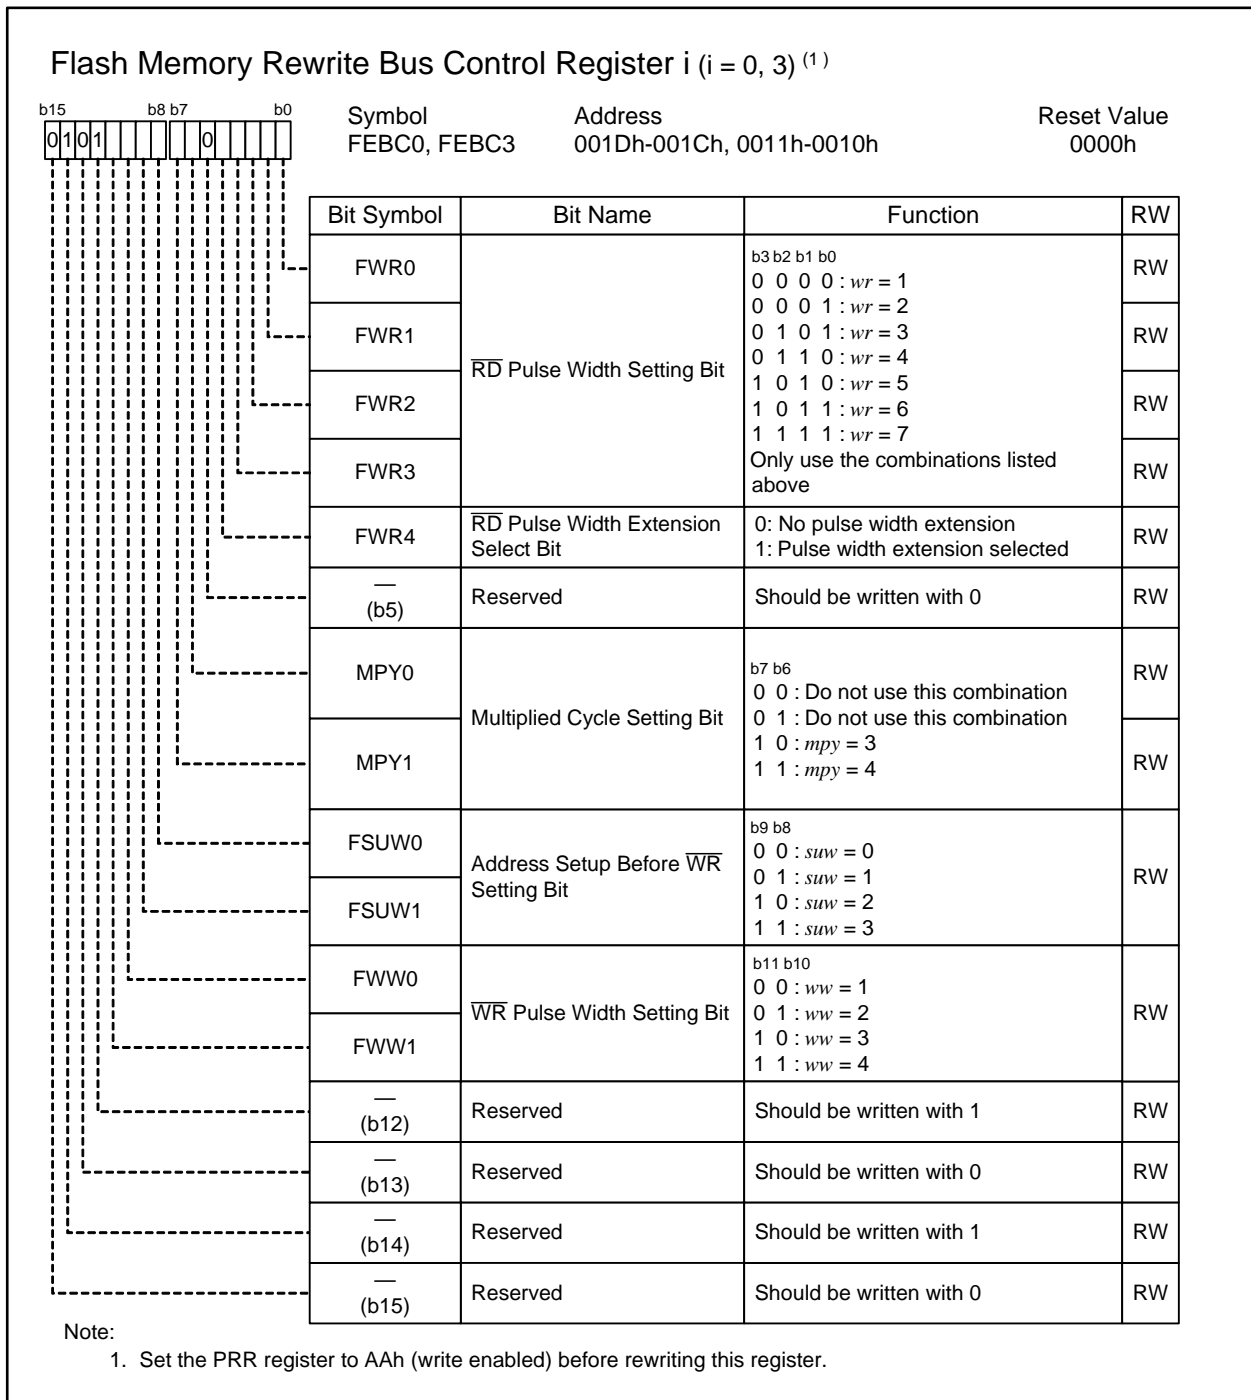 Flash Memory Rewrite Bus Control Register i (i = 0, 3) (1)
b15 b8 b7 b0
0 1 0 1 0
Symbol Address Reset Value
FEBC0, FEBC3 001Dh-001Ch, 0011h-0010h 0000h
Bit Symbol Bit Name Function RW
FWR0 RW
FWR1 RW
FWR2 RW
FWR3 RW
RD Pulse Width Setting Bit
b3 b2 b1 b0
0 0 0 0 : wr = 1
0 0 0 1 : wr = 2
0 1 0 1 : wr = 3
0 1 1 0 : wr = 4
1 0 1 0 : wr = 5
1 0 1 1 : wr = 6
1 1 1 1 : wr = 7
Only use the combinations listed
above
FWR4
RD Pulse Width Extension
Select Bit
0: No pulse width extension
1: Pulse width extension selected
RW
—
(b5)
Reserved Should be written with 0 RW
MPY0 RW
MPY1 RW
Multiplied Cycle Setting Bit
b7 b6
0 0 : Do not use this combination
0 1 : Do not use this combination
1 0 : mpy = 3
1 1 : mpy = 4
FSUW0
FSUW1
Address Setup Before WR
Setting Bit
b9 b8
0 0 : suw = 0
0 1 : suw = 1
1 0 : suw = 2
1 1 : suw = 3
RW
FWW0
FWW1
WR Pulse Width Setting Bit
b11 b10
0 0 : ww = 1
0 1 : ww = 2
1 0 : ww = 3
1 1 : ww = 4
RW
—
(b12)
Reserved Should be written with 1 RW
—
(b13)
Reserved Should be written with 0 RW
—
(b14)
Reserved Should be written with 1 RW
—
(b15)
Reserved Should be written with 0 RW
Note:
1. Set the PRR register to AAh (write enabled) before rewriting this register.